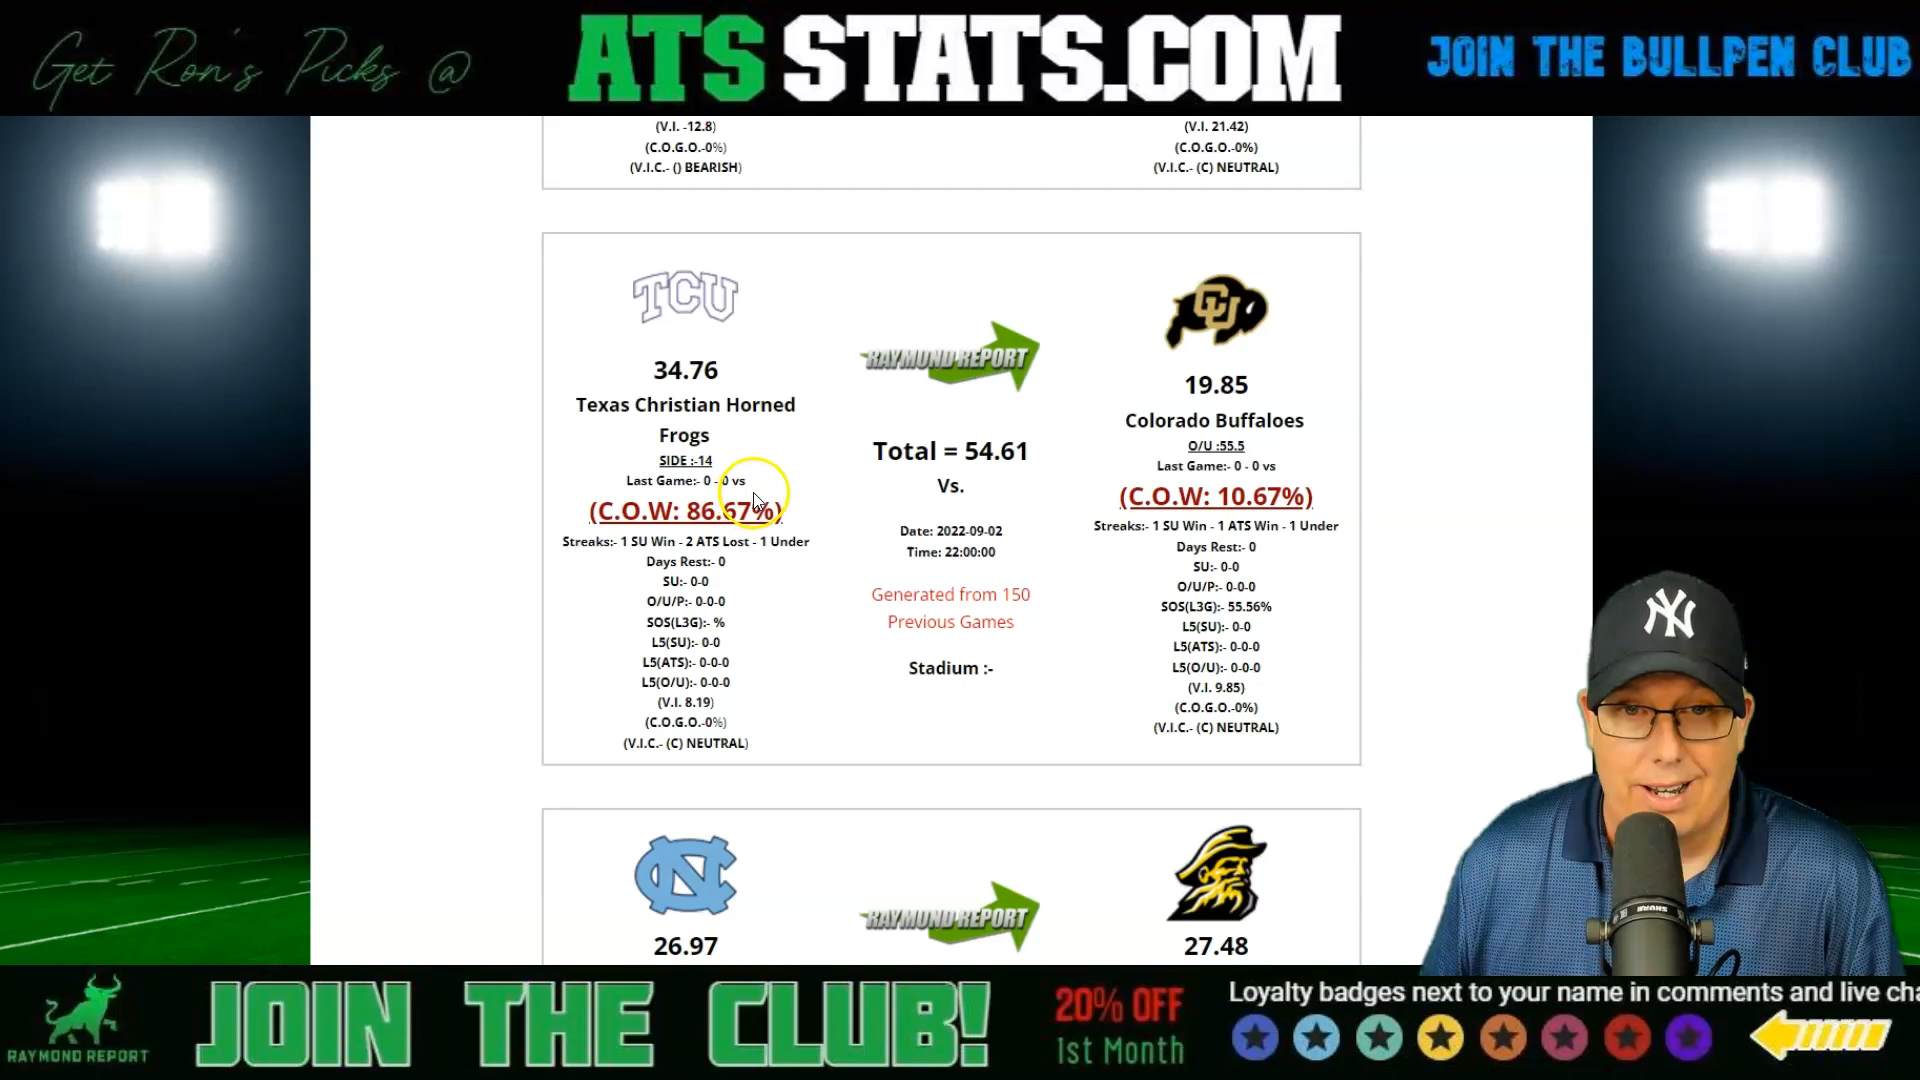 Get Ron's Picks @
ATS STATS.COM
JOIN THE BULLPEN CLUB
(V.I. -12.8)
(C.O.G.O.-0%)
(V.I.C.- () BEARISH)
(V.I. 21.42)
(C.O.G.O.-0%)
(V.I.C.- (C) NEUTRAL)
TCU
34.76
Texas Christian Horned
Frogs
SIDE :-14
Last Game:- 0 - 0 vs
(C.O.W: 86.67%)
Streaks:- 1 SU Win - 2 ATS Lost - 1 Under
Days Rest:- 0
SU:- 0-0
O/U/P:- 0-0-0
SOS(L3G):- %
L5(SU):- 0-0
L5(ATS):- 0-0-0
L5(O/U):- 0-0-0
(V.I. 8.19)
(C.O.G.O.-0%)
(V.I.C.- (C) NEUTRAL)
RAYMOND REPORT
Total = 54.61
Vs.
Date: 2022-09-02
Time: 22:00:00
Generated from 150
Previous Games
Stadium :-
CU
19.85
Colorado Buffaloes
O/U :55.5
Last Game:- 0 - 0 vs
(C.O.W: 10.67%)
Streaks:- 1 SU Win - 1 ATS Win - 1 Under
Days Rest:- 0
SU:- 0-0
O/U/P:- 0-0-0
SOS(L3G):- 55.56%
L5(SU):- 0-0
L5(ATS):- 0-0-0
L5(O/U):- 0-0-0
(V.I. 9.85)
(C.O.G.O.-0%)
(V.I.C.- (C) NEUTRAL)
NC
26.97
RAYMOND REPORT
27.48
NY
SHURE
RAYMOND REPORT
JOIN THE CLUB!
20% OFF
1st Month
Loyalty badges next to your name in comments and live cha